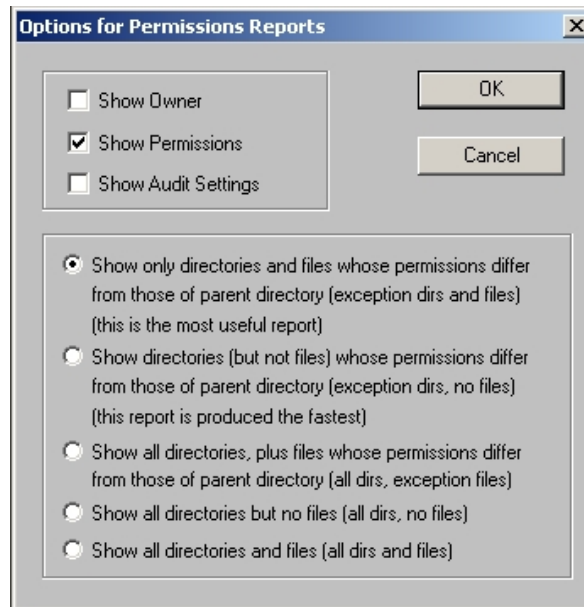 Options for Permissions Reports
Show Owner
OK
Show Permissions
Cancel
Show Audit Settings
Show only directories and files whose permissions differ
from those of parent directory (exception dirs and files)
(this is the most useful report)
Show directories (but not files) whose permissions differ
from those of parent directory (exception dirs, no files)
(this report is produced the fastest)
Show all directories, plus files whose permissions differ
from those of parent directory (all dirs, exception files)
Show all directories but no files (all dirs, no files)
Show all directories and files (all dirs and files)